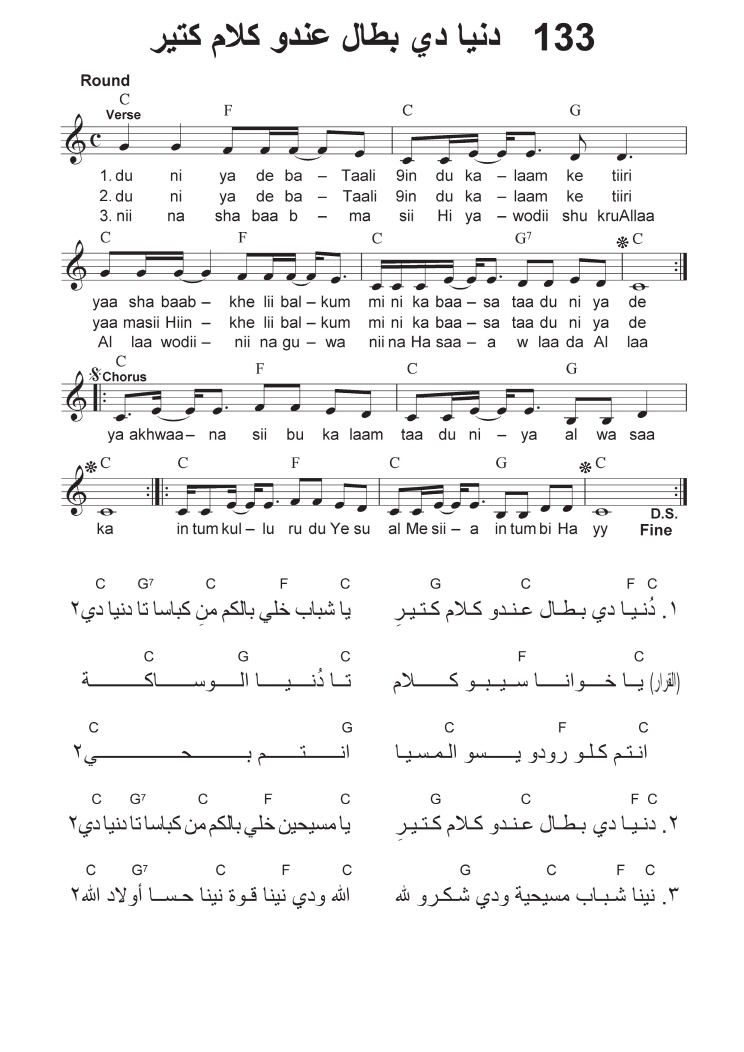 133 دنيا دي بطال عندو كلام كتير
Round
C F C G
Verse
1. du ni ya de ba – Taali 9in du ka – laam ke tiiri
2. du ni ya de ba – Taali 9in du ka – laam ke tiiri
3. nii na sha baa b – ma sii Hi ya – wodii shu kruAllaa
C F C G7 C
yaa sha baab – khe lii bal – kum mi ni ka baa – sa taa du ni ya de
yaa masii Hiin – khe lii bal – kum mi ni ka baa – sa taa du ni ya de
Al laa wodii – nii na gu – wa nii na Ha saa – a w laa da Al laa
C F C G
Chorus
ya akhwaa – na sii bu ka laam taa du ni – ya al wa saa
C C F C G C
D.S.
ka in tum kul – lu ru du Ye su al Me sii – a in tum bi Ha yy Fine
C G7 C F C G C F C
١. دُنـيـا دي بـطـال عـنـدو كـلام كـتـيـرِ يا شباب خلي بالكم منِ كباسا تا دنيا دي٢
C G C F C
(القرار) يـا خـوانـا سـيـبـو كـلام تـا دُنـيـا الـوسـاكـة
C G C F C
انـتـم كـلـو رودو يـسـو الـمـسـيـا انـتـم بـحـي٢
C G7 C F C G C F C
٢. دنـيـا دي بـطـال عـنـدو كـلام كـتـيـرِ يا مسيحين خلي بالكم من كباسا تا دنيا دي٢
C G7 C F C G C F C
٣. نينا شـبـاب مسيحية ودي شـكـرو لله الله ودي نينا قـوة نينا حـسـا أولاد الله٢